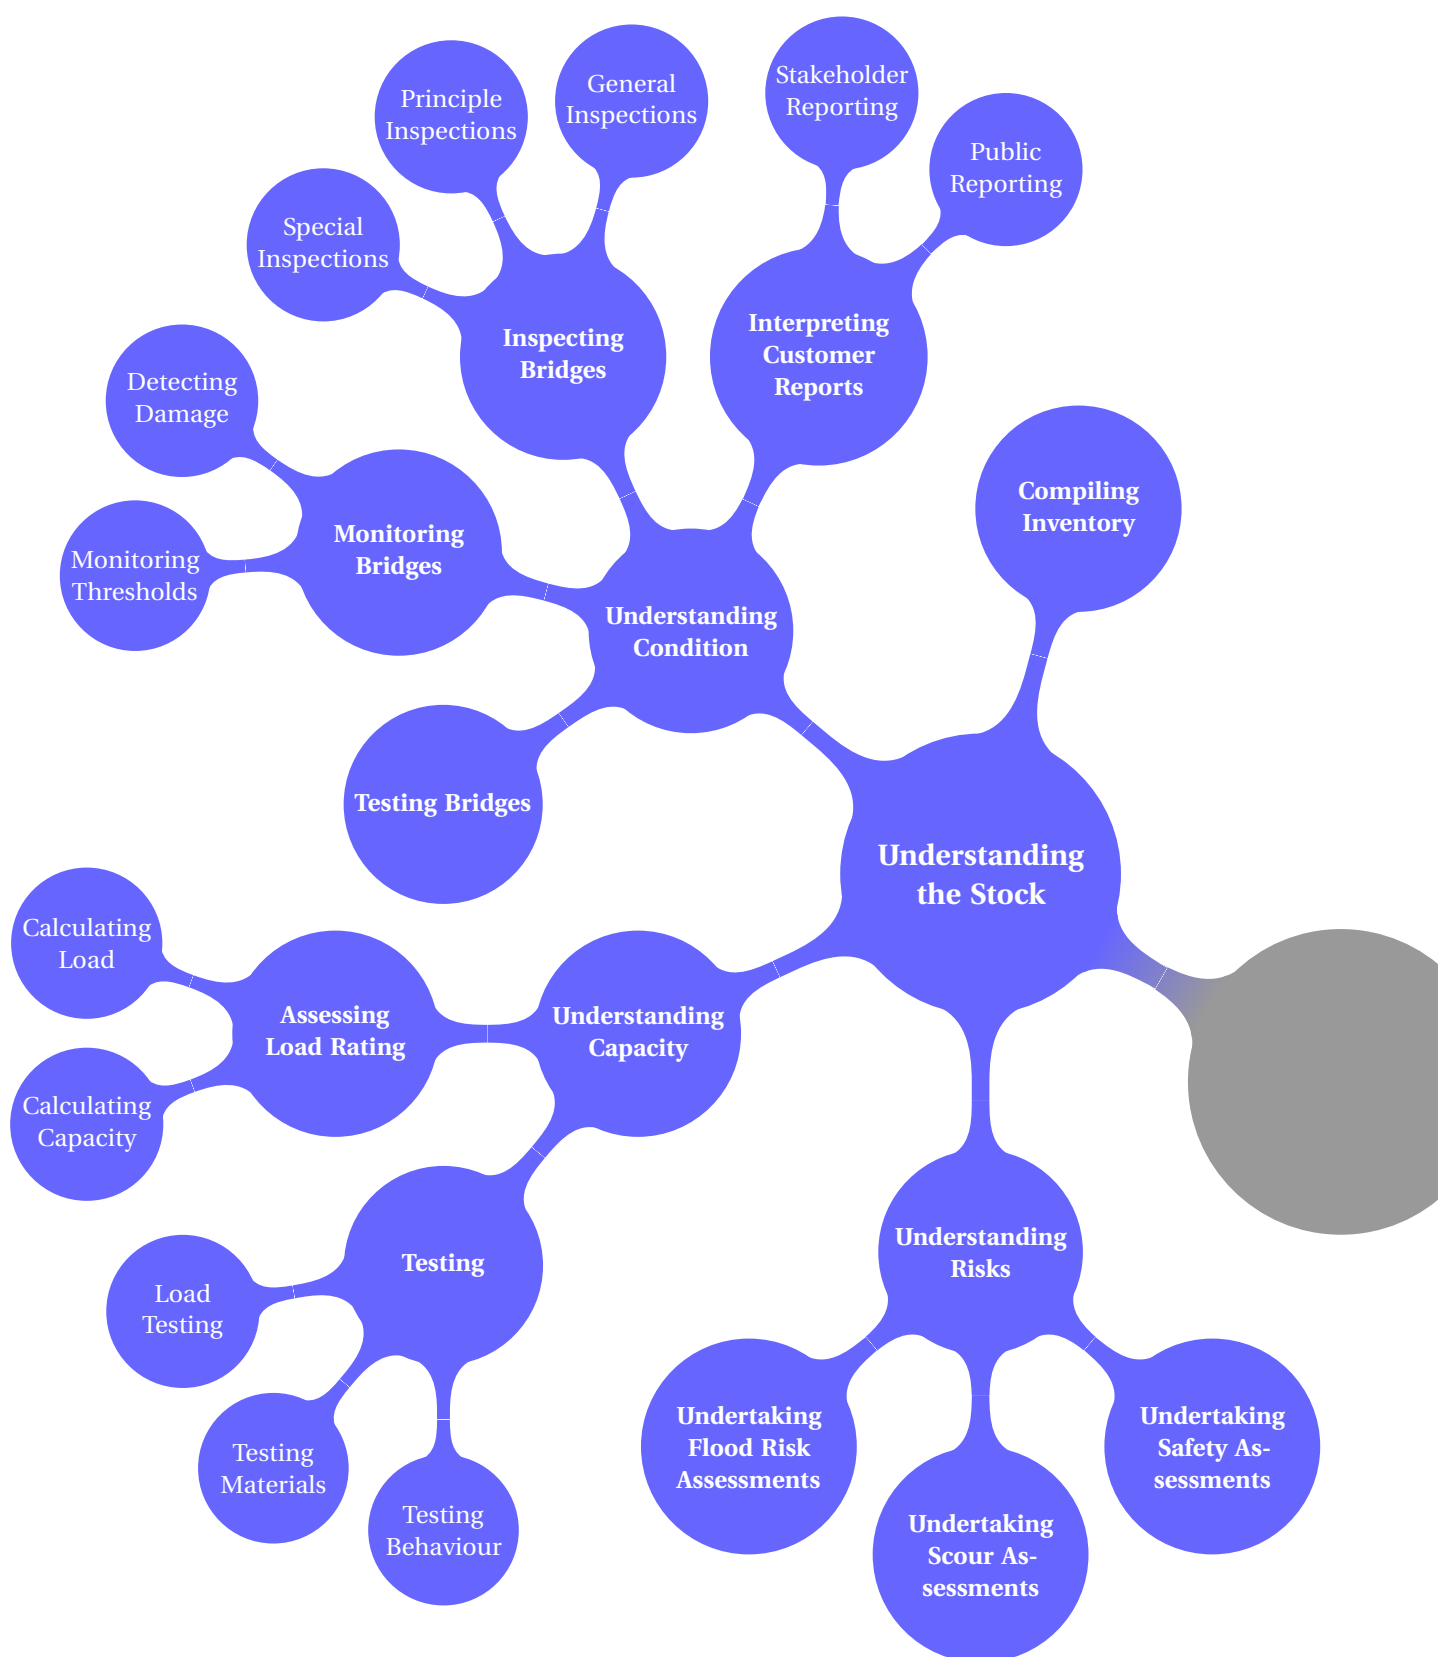 Stakeholder
Reporting
General
Inspections
Principle
Inspections
Public
Reporting
Special
Inspections
Interpreting
Customer
Reports
Inspecting
Bridges
Detecting
Damage
Compiling
Inventory
Monitoring
Bridges
Monitoring
Thresholds
Understanding
Condition
Testing Bridges
Understanding
the Stock
Calculating
Load
Assessing
Load Rating
Understanding
Capacity
Calculating
Capacity
Understanding
Risks
Testing
Load
Testing
Testing
Materials
Testing
Behaviour
Undertaking
Flood Risk
Assessments
Undertaking
Safety As-
sessments
Undertaking
Scour As-
sessments